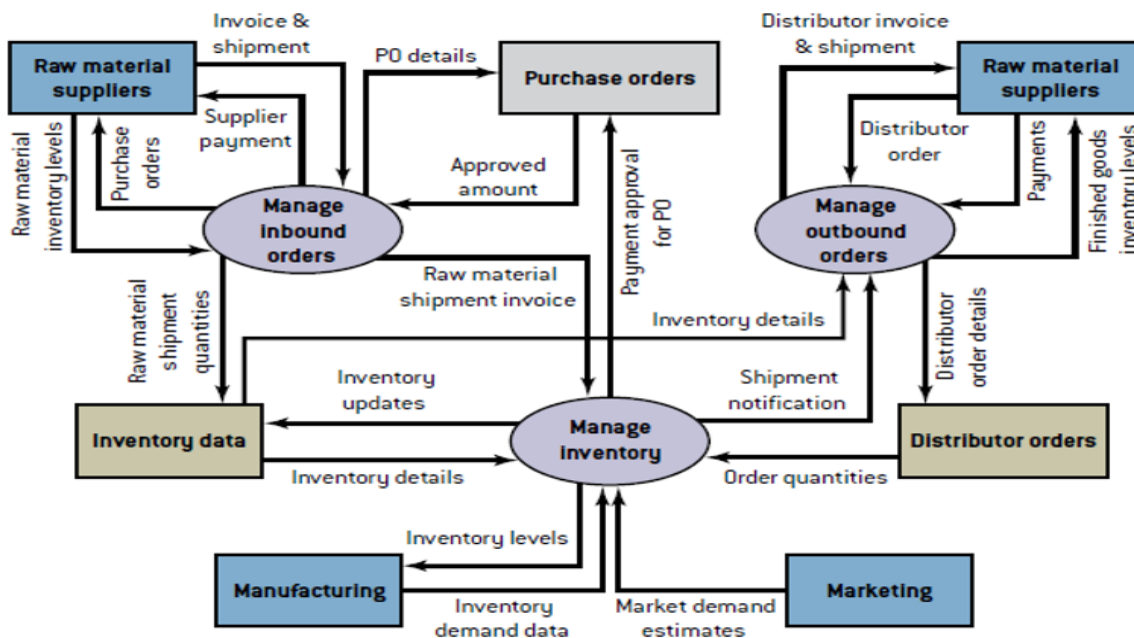 Invoice &
shipment
Raw material
suppliers
PO details
Purchase orders
Distributor invoice
& shipment
Raw material
suppliers
Supplier
payment
Raw material
inventory levels
Purchase
orders
Approved
amount
Distributor
order
Payments
Finished goods
inventory levels
Manage
inbound
orders
Payment approval
for PO
Manage
outbound
orders
Raw material
shipment
quantities
Raw material
shipment invoice
Inventory details
Distributor
order details
Inventory
updates
Shipment
notification
Inventory data
Manage
inventory
Distributor orders
Inventory details
Order quantities
Inventory levels
Manufacturing
Marketing
Inventory
demand data
Market demand
estimates